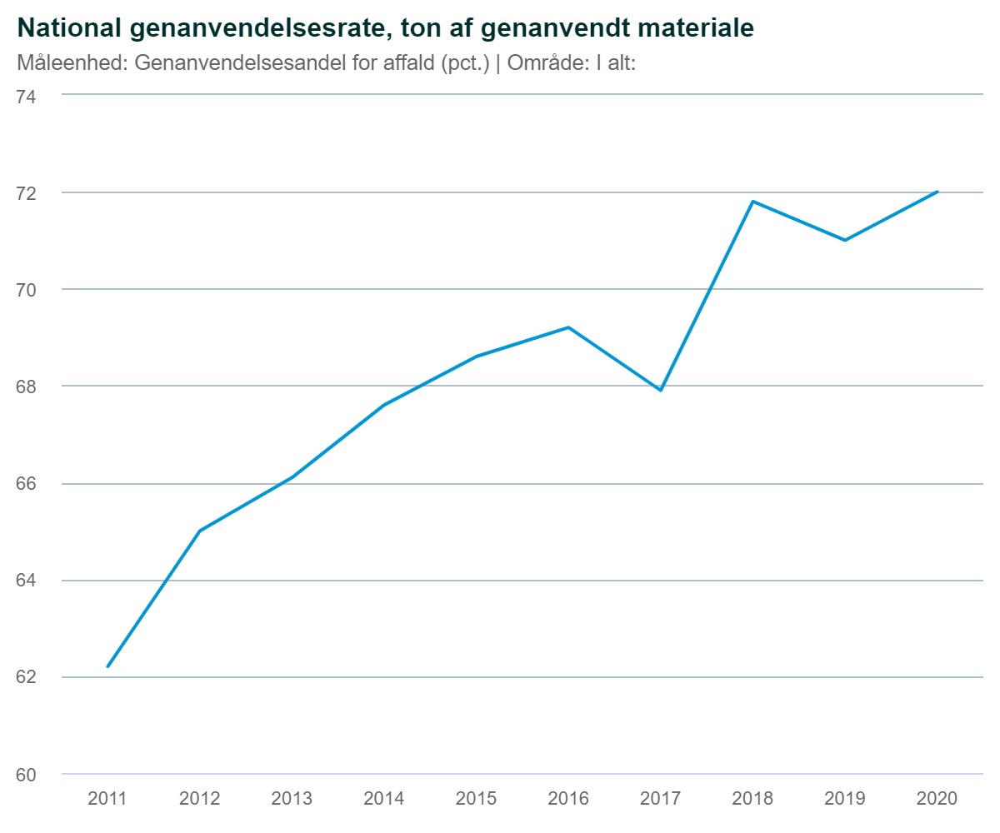 National genanvendelsesrate, ton af genanvendt materiale
Måleenhed: Genanvendelsesandel for affald (pct.) | Område: I alt:
74
72
70
68
66
64
62
60
2011 2012 2013 2014 2015 2016 2017 2018 2019 2020